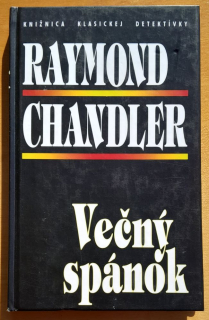 KNIŽNICA KLASICKEJ DETEKTÍVKY
RAYMOND
CHANDLER
Večný
spánok